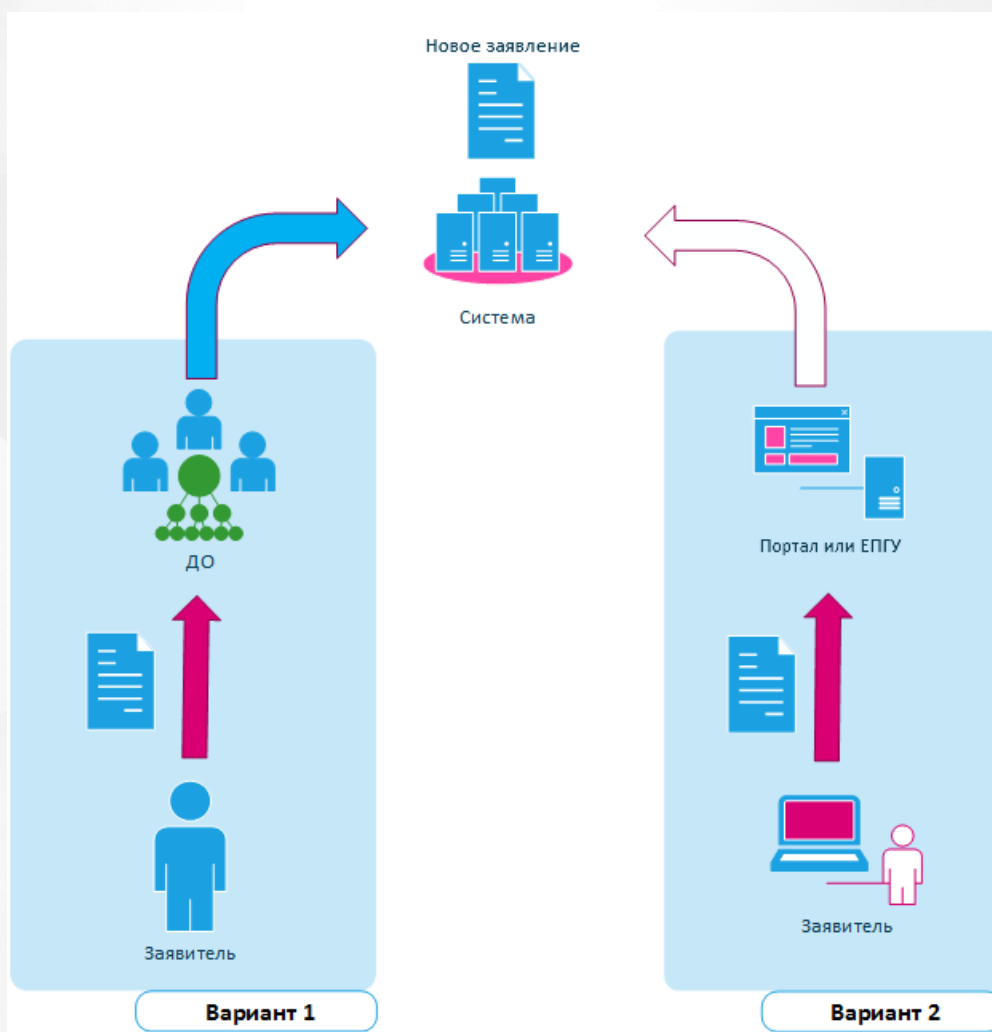 Новое заявление
Система
ДО
Заявитель
Вариант 1
Портал или ЕПГУ
Заявитель
Вариант 2